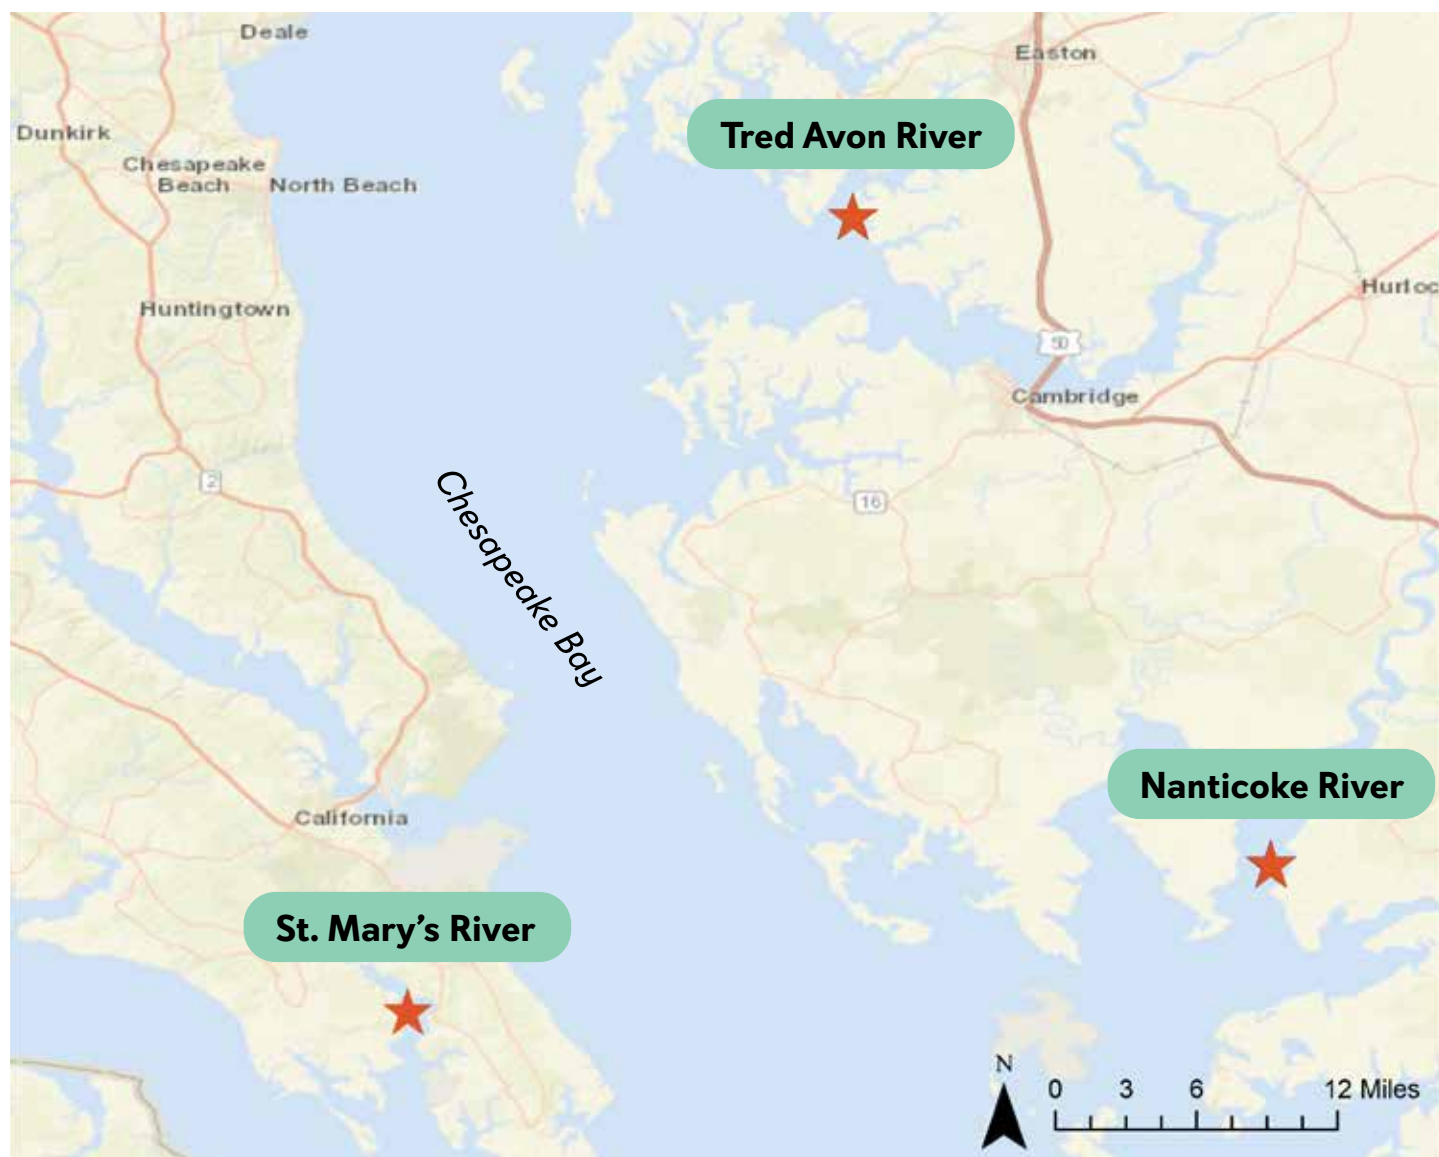 Deale
Easton
Dunkirk
Tred Avon River
Chesapeake
Beach
North Beach
Hurloc
Huntingtown
50
Cambridge
2
16
Chesapeake Bay
Nanticoke River
California
St. Mary’s River
N
0 3 6 12 Miles